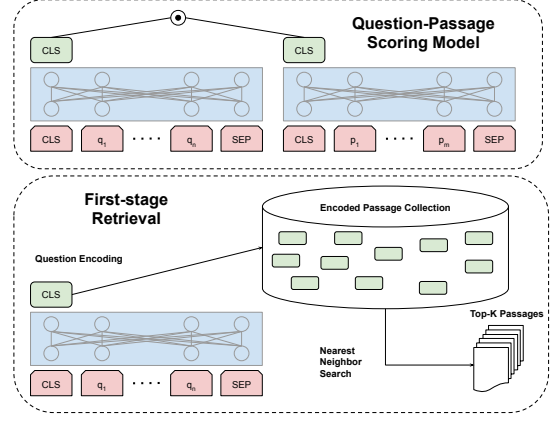 Question-Passage
Scoring Model
CLS CLS
CLS q1 · · · · qn SEP CLS p1 · · · · pm SEP
First-stage
Retrieval
Encoded Passage Collection
Question Encoding
CLS
Top-K Passages
Nearest
Neighbor
Search
CLS q1 · · · · qn SEP